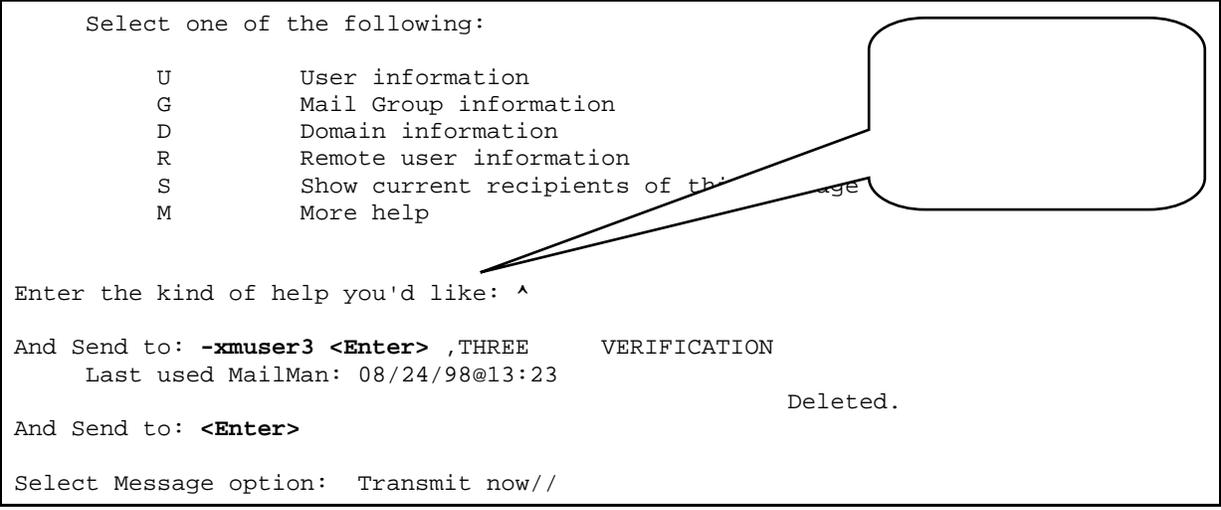 Select one of the following:
U User information
G Mail Group information
D Domain information
R Remote user information
S Show current recipients of
M More help
Enter the kind of help you'd like: ^
And Send to: -xmuser3 <Enter> ,THREE VERIFICATION
Last used MailMan: 08/24/98@13:23
Deleted.
And Send to: <Enter>
Select Message option: Transmit now//